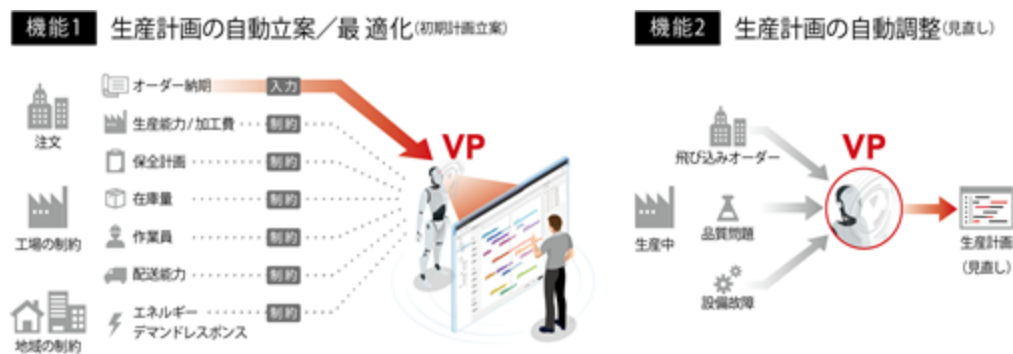 機能1 生産計画の自動立案／最適化(初期計画立案)
注文
オーダー納期 入力
生産能力/加工費 制約
保全計画 制約
工場の制約
在庫量 制約
作業員 制約
配送能力 制約
地域の制約
エネルギー 制約
デマンドレスポンス
VP
機能2 生産計画の自動調整(見直し)
飛び込みオーダー
生産中
品質問題
設備故障
VP
生産計画
(見直し)